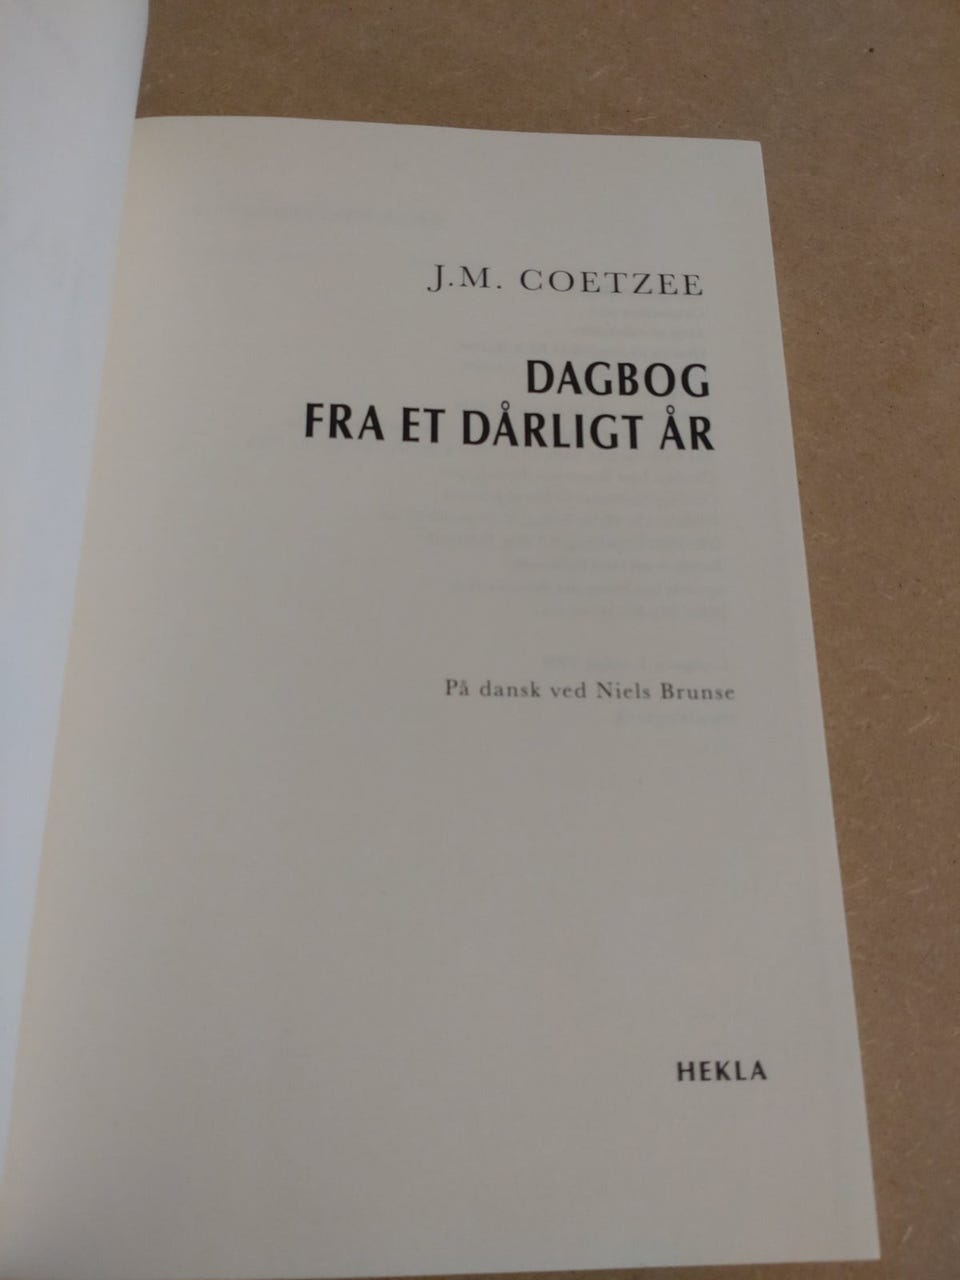 J.M. COETZEE
DAGBOG
FRA ET DÅRLIGT ÅR
På dansk ved Niels Brunse
HEKLA